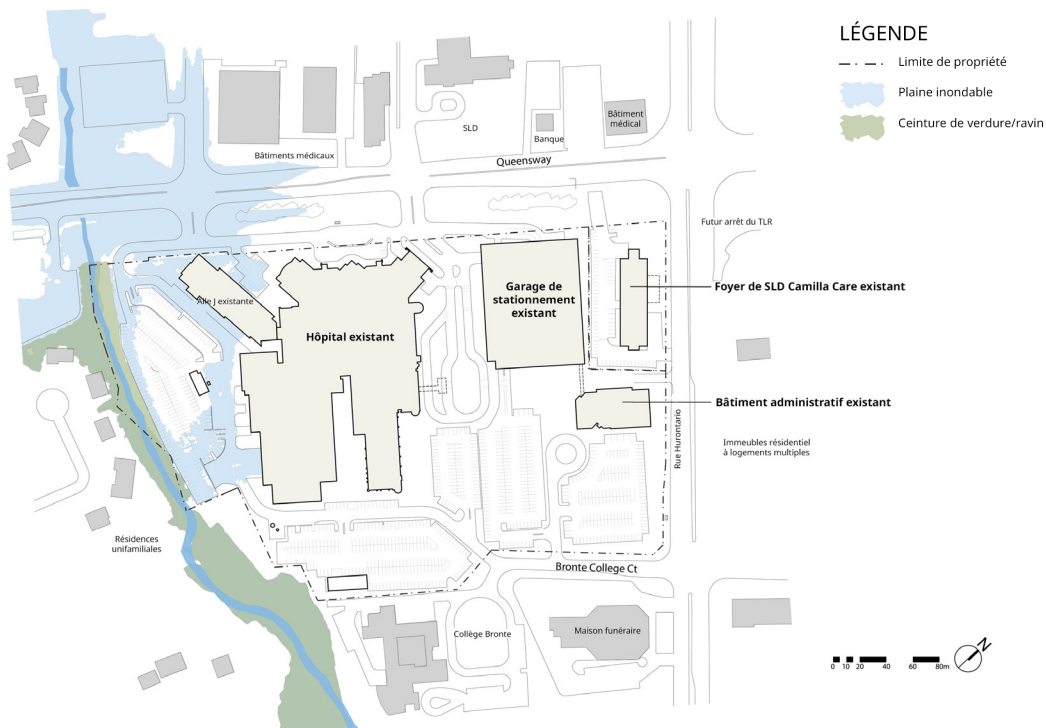 LÉGENDE
Limite de propriété
Plaine inondable
Ceinture de verdure/ravin
Bâtiment
médical
SLD
Banque
Bâtiments médicaux
Queensway
Futur arrêt du TLR
Foyer de SLD Camilla Care existant
Garage de
stationnement
existant
Aile J existante
Hôpital existant
Bâtiment administratif existant
Rue Hurontario
Immeubles résidentiel
à logements multiples
Résidences
unifamiliales
Bronte College Ct
Collège Bronte
Maison funéraire
0 10 20 40 60 80m
N